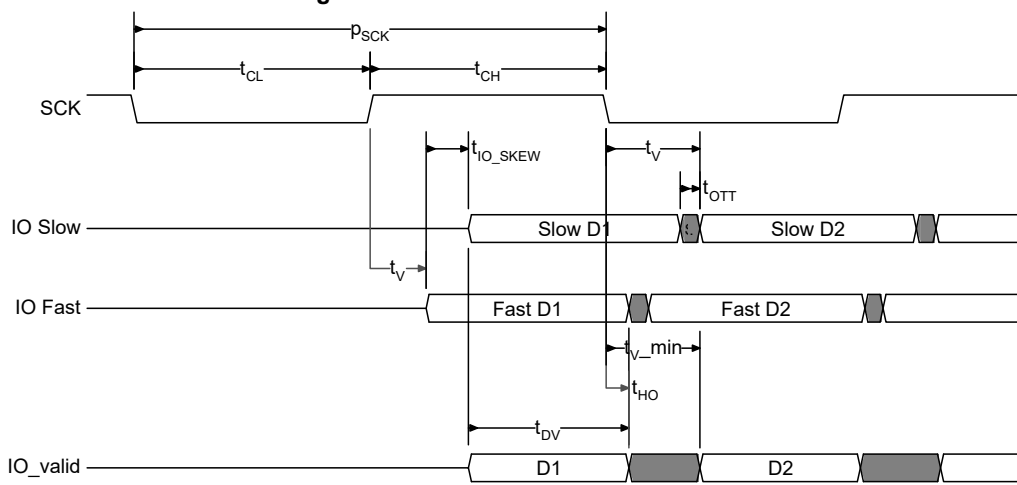 pSCK
tCL
tCH
SCK
tIO_SKEW
tV
tOTT
IO Slow
Slow D1
t.
Slow D2
tV
IO Fast
Fast D1
Fast D2
tV_min
tHO
tDV
IO_valid
D1
D2